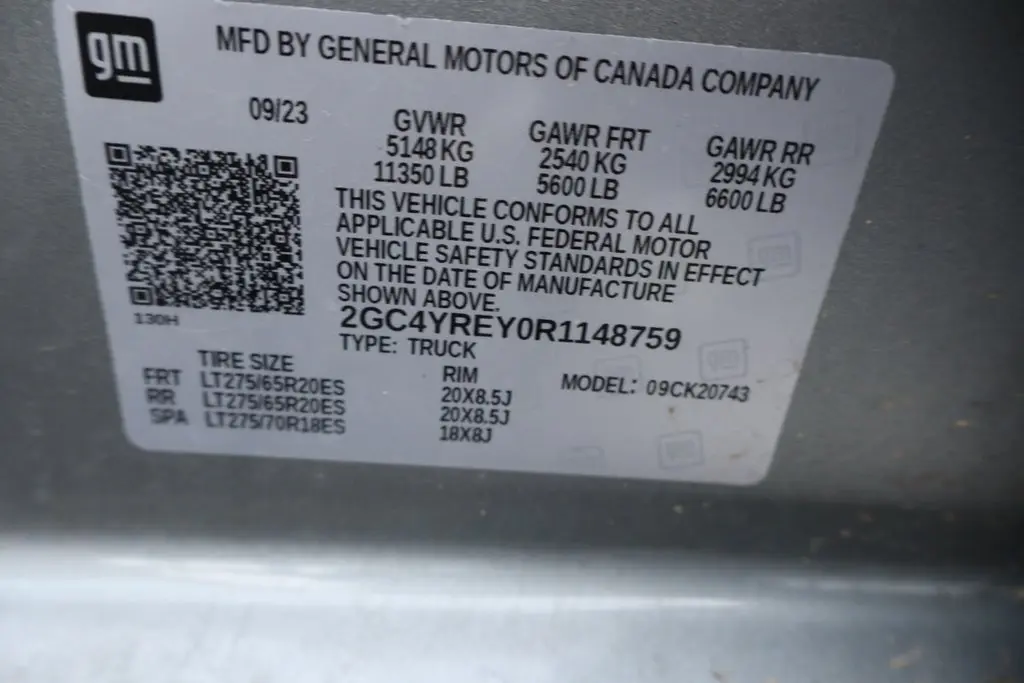 gm
MFD BY GENERAL MOTORS OF CANADA COMPANY
09/23
GVWR GAWR FRT GAWR RR
5148 KG 2540 KG 2994 KG
11350 LB 5600 LB 6600 LB
THIS VEHICLE CONFORMS TO ALL
APPLICABLE U.S. FEDERAL MOTOR
VEHICLE SAFETY STANDARDS IN EFFECT
ON THE DATE OF MANUFACTURE
SHOWN ABOVE.
130H
2GC4YREY0R1148759
TYPE: TRUCK
TIRE SIZE RIM MODEL: 09CK20743
FRT LT275/65R20ES 20X8.5J
RR LT275/65R20ES 20X8.5J
SPA LT275/70R18ES 18X8J